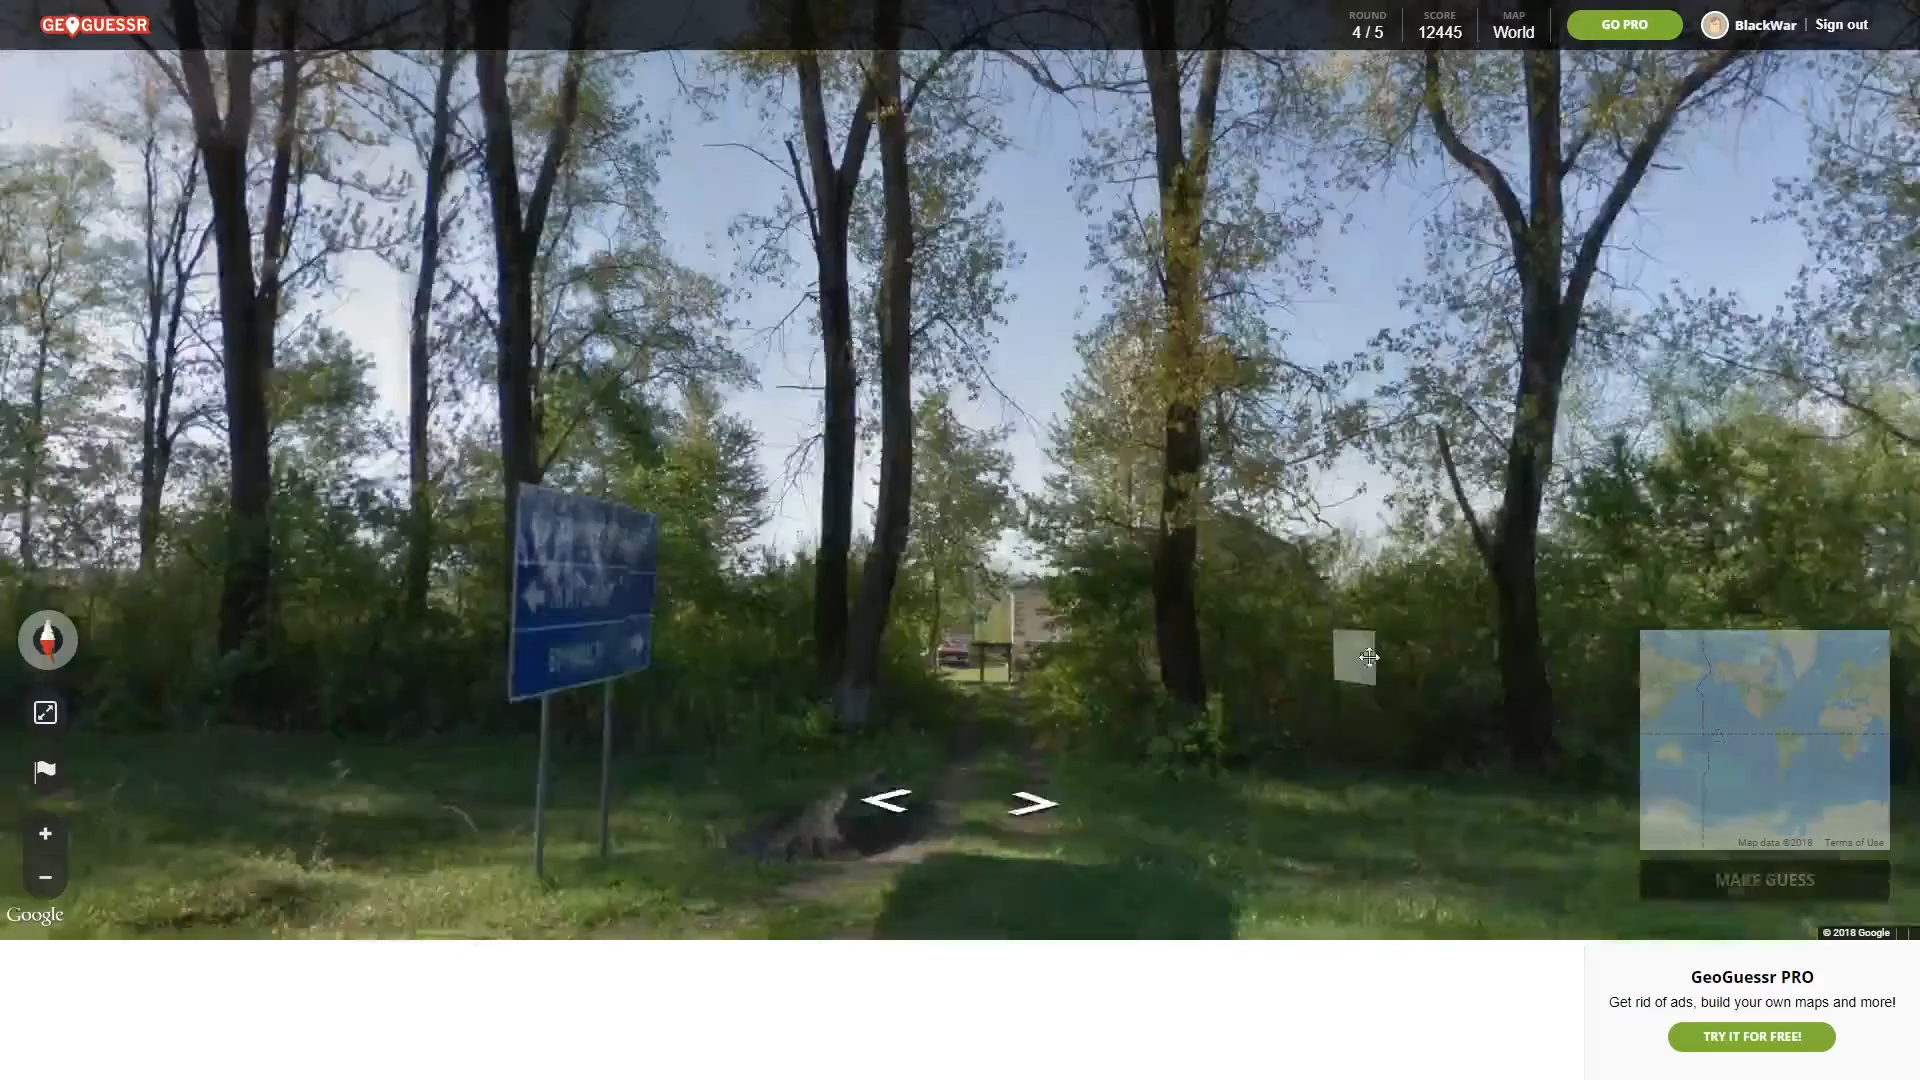 GEOGUESSR
ROUND
4 / 5
SCORE
12445
MAP
World
GO PRO
BlackWar
Sign out
Google
Map data ©2018
Terms of Use
MAKE GUESS
© 2018 Google
GeoGuessr PRO
Get rid of ads, build your own maps and more!
TRY IT FOR FREE!